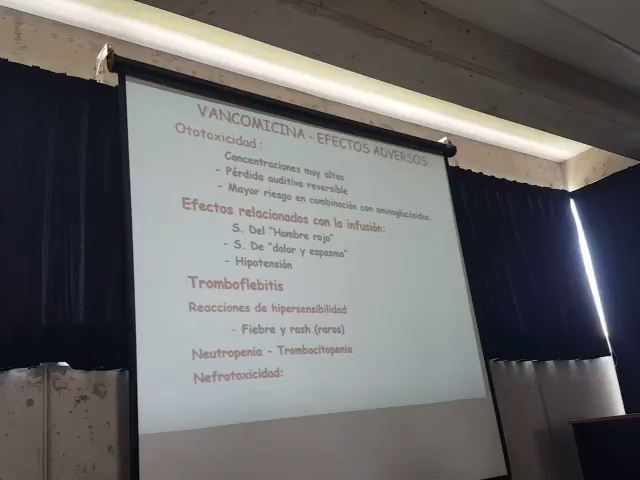 VANCOMICINA - EFECTOS ADVERSOS
Ototoxicidad :
Concentraciones muy altas
- Pérdida auditiva reversible
- Mayor riesgo en combinación con aminoglucósidos.
Efectos relacionados con la infusión:
S. Del "Hombre rojo"
- S. De "dolor y espasmo"
- Hipotensión
Tromboflebitis
Reacciones de hipersensibilidad
- Fiebre y rash (raros)
Neutropenia - Trombocitopenia
Nefrotoxicidad: